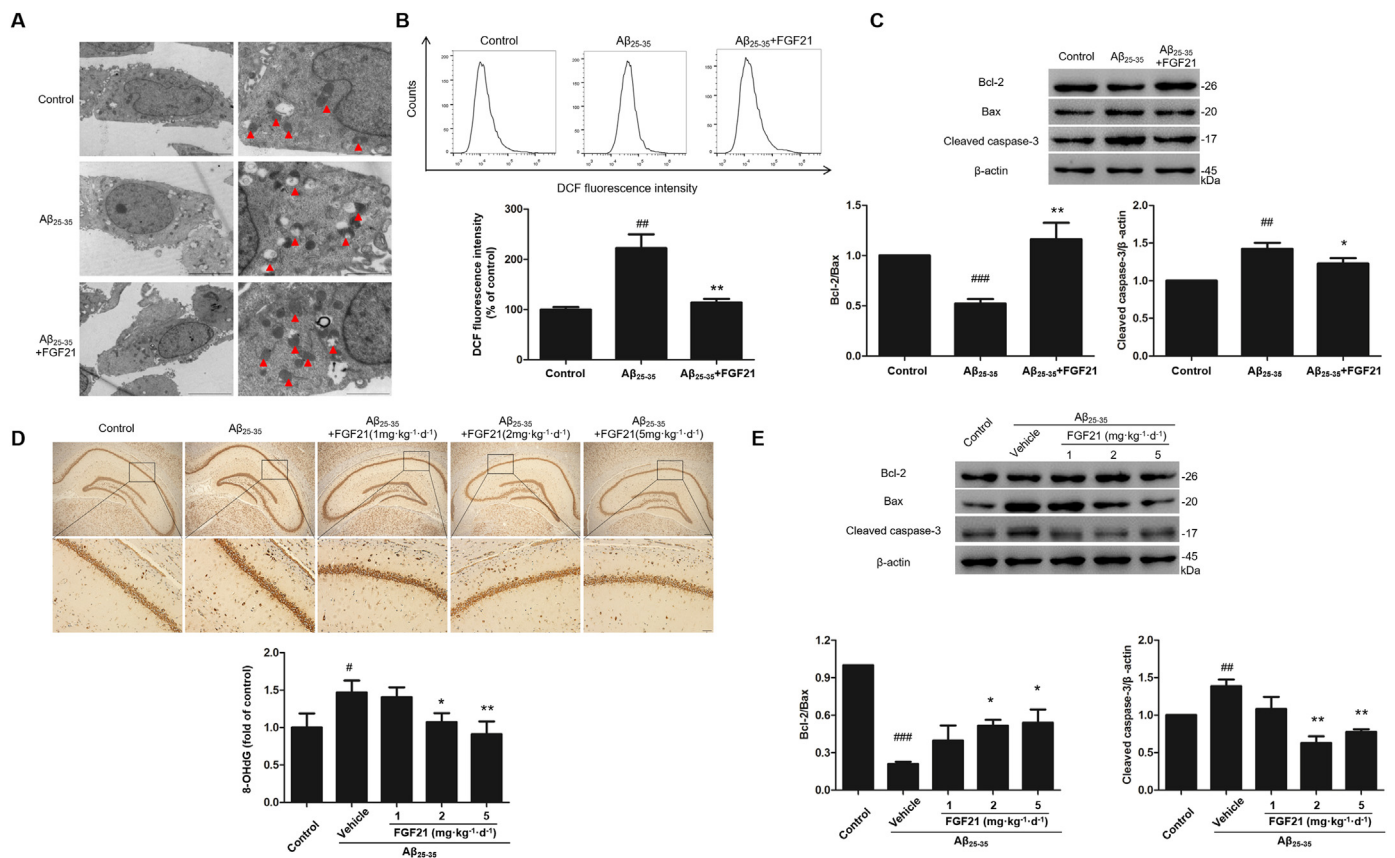 A
Control
Aβ25-35
Aβ25-35
+FGF21
B
Control
Aβ25-35
Aβ25-35+FGF21
Counts
200
150
100
50
0
10³ 10⁴ 10⁵ 10⁶
DCF fluorescence intensity
DCF fluorescence intensity
(% of control)
300
200
100
0
##
**
Control
Aβ25-35
Aβ25-35+FGF21
C
Control
Aβ25-35
Aβ25-35
+FGF21
Bcl-2
-26
Bax
-20
Cleaved caspase-3
-17
β-actin
-45
kDa
Bcl-2/Bax
1.5
1.0
0.5
0.0
###
**
Control
Aβ25-35
Aβ25-35+FGF21
Cleaved caspase-3/β -actin
2.0
1.5
1.0
0.5
0.0
##
*
Control
Aβ25-35
Aβ25-35+FGF21
D
Control
Aβ25-35
Aβ25-35
+FGF21(1mg·kg-1·d-1)
Aβ25-35
+FGF21(2mg·kg-1·d-1)
Aβ25-35
+FGF21(5mg·kg-1·d-1)
8-OHdG (fold of control)
2.0
1.5
1.0
0.5
0.0
#
*
**
Control
Vehicle
1 2 5
FGF21 (mg·kg-1·d-1)
Aβ25-35
E
Control
Aβ25-35
Vehicle
FGF21 (mg·kg-1·d-1)
1 2 5
Bcl-2
-26
Bax
-20
Cleaved caspase-3
-17
β-actin
-45
kDa
Bcl-2/Bax
1.2
0.9
0.6
0.3
0.0
###
*
*
Control
Vehicle
1 2 5
FGF21 (mg·kg-1·d-1)
Aβ25-35
Cleaved caspase-3/β -actin
2.0
1.5
1.0
0.5
0.0
##
**
**
Control
Vehicle
1 2 5
FGF21 (mg·kg-1·d-1)
Aβ25-35